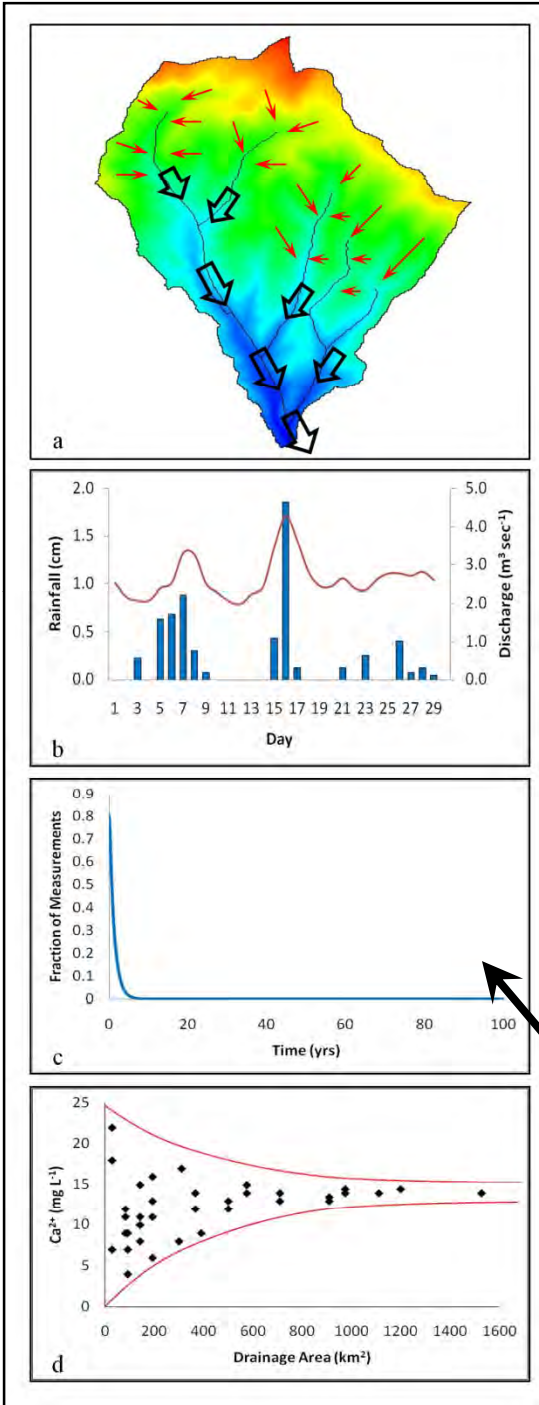 a
2.0
1.5
1.0
0.5
0.0
Rainfall (cm)
5.0
4.0
3.0
2.0
1.0
0.0
Discharge (m³ sec⁻¹)
1 3 5 7 9 11 13 15 17 19 21 23 25 27 29
Day
b
0.9
0.8
0.7
0.6
0.5
0.4
0.3
0.2
0.1
0
Fraction of Measurements
0 20 40 60 80 100
Time (yrs)
c
25
20
15
10
5
0
Ca²⁺ (mg L⁻¹)
0 200 400 600 800 1000 1200 1400 1600
Drainage Area (km²)
d